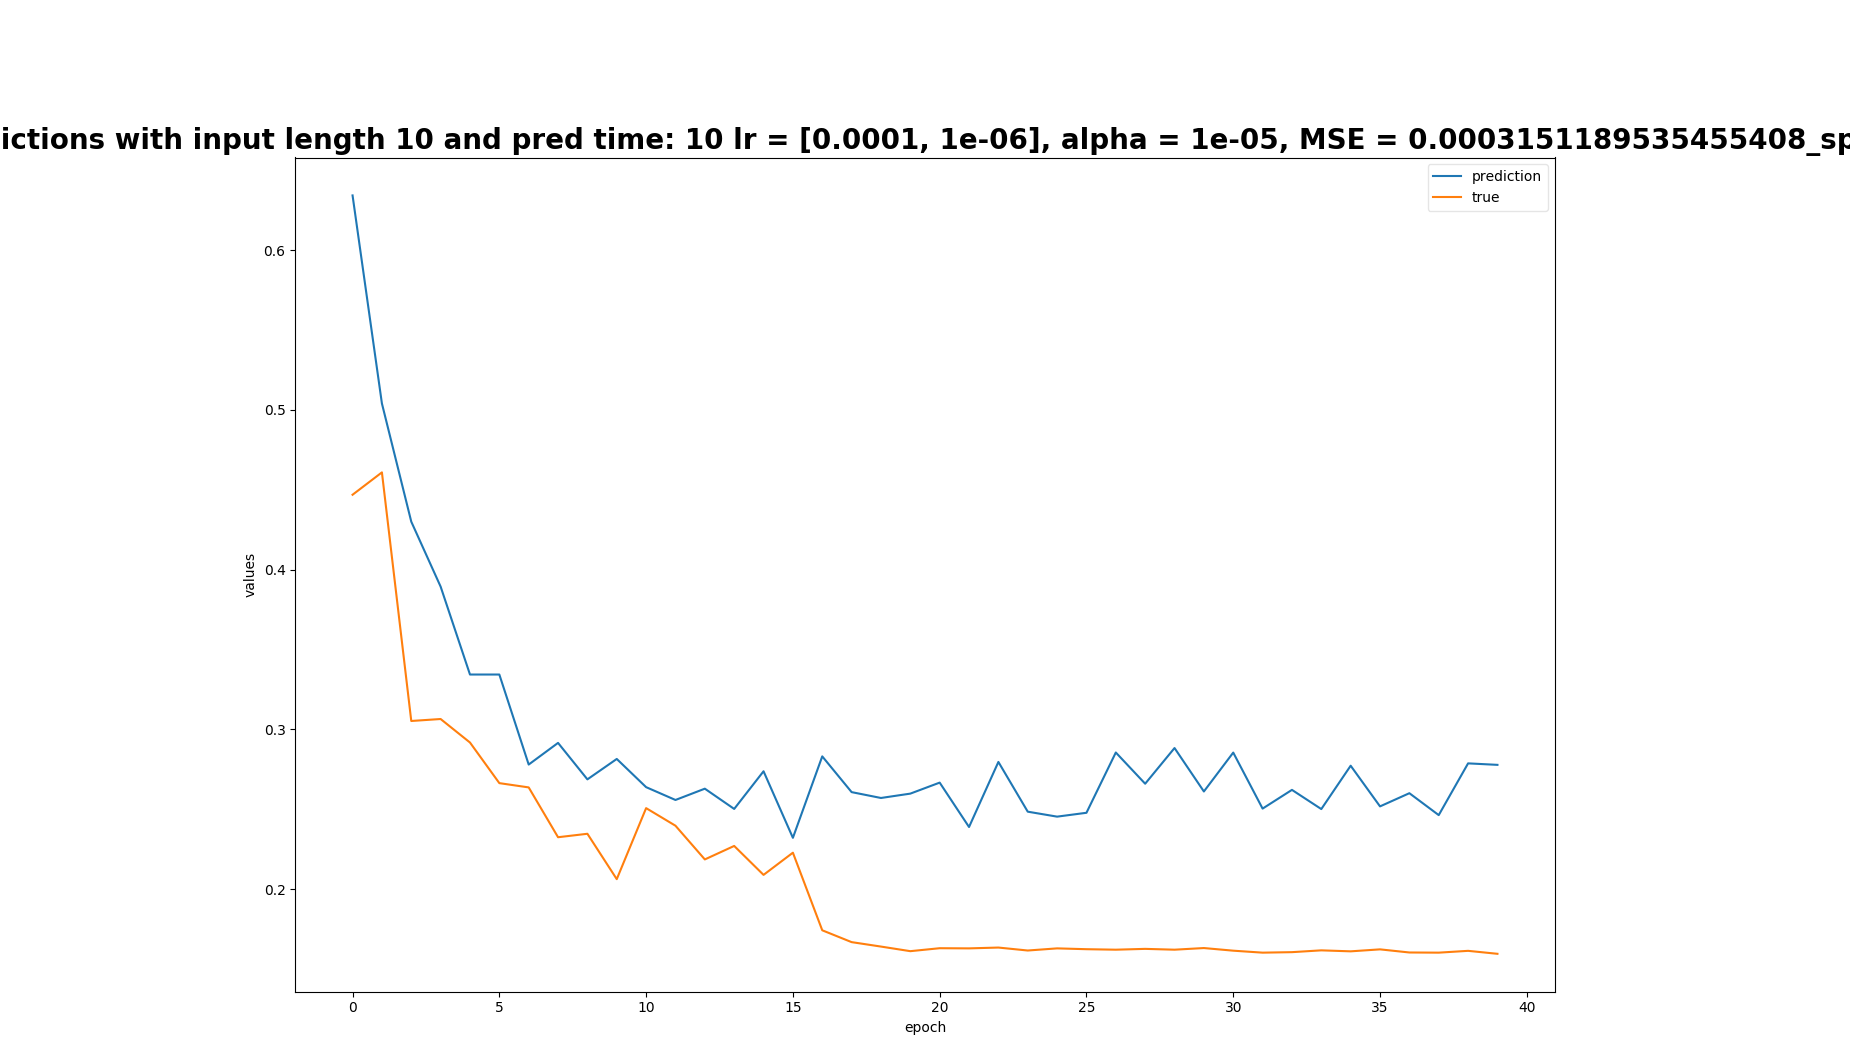 ictions with input length 10 and pred time: 10 lr = [0.0001, 1e-06], alpha = 1e-05, MSE = 0.0003151189535455408_sp
prediction
true
0.6
0.5
0.4
0.3
0.2
values
0 5 10 15 20 25 30 35 40
epoch